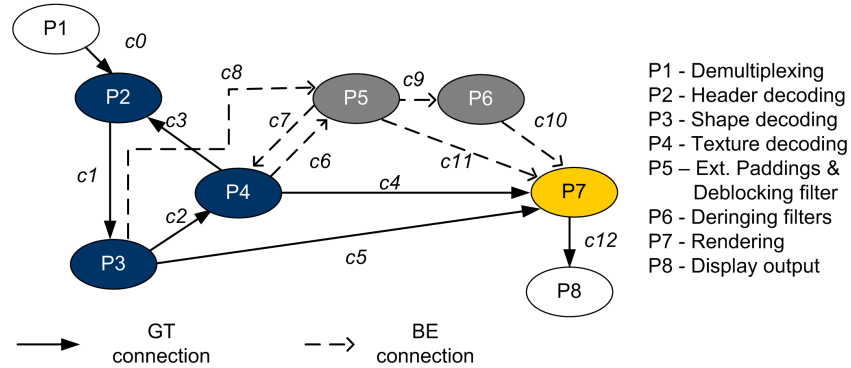 P1
c0
c8
P2
P5
c9
P6
c3
c7
c10
c1
c6
c11
P4
c4
P7
c2
P3
c5
c12
P8
P1 - Demultiplexing
P2 - Header decoding
P3 - Shape decoding
P4 - Texture decoding
P5 – Ext. Paddings &
Deblocking filter
P6 - Deringing filters
P7 - Rendering
P8 - Display output
GT
connection
BE
connection